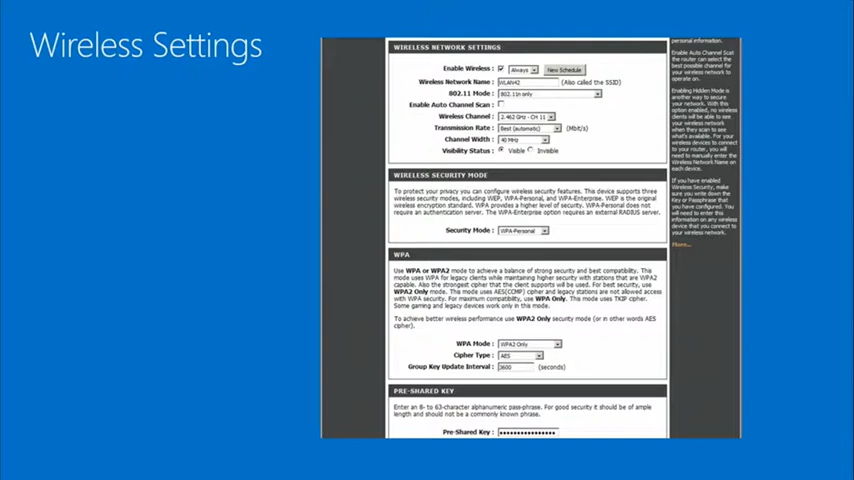 Wireless Settings
WIRELESS NETWORK SETTINGS
Enable Wireless : Always New Schedule
Wireless Network Name : WLAN42 (Also called the SSID)
802.11 Mode : 802.11n only
Enable Auto Channel Scan :
Wireless Channel : 2.462 GHz - CH 11
Transmission Rate : Best (automatic) (Mbit/s)
Channel Width : 40 MHz
Visibility Status : Visible Invisible
WIRELESS SECURITY MODE
To protect your privacy you can configure wireless security features. This device supports three
wireless security modes, including WEP, WPA-Personal, and WPA-Enterprise. WEP is the original
wireless encryption standard. WPA provides a higher level of security. WPA-Personal does not
require an authentication server. The WPA-Enterprise option requires an external RADIUS server.
Security Mode : WPA-Personal
WPA
Use WPA or WPA2 mode to achieve a balance of strong security and best compatibility. This
mode uses WPA for legacy clients while maintaining higher security with stations that are WPA2
capable. Also the strongest cipher that the client supports will be used. For best security, use
WPA2 Only mode. This mode uses AES(CCMP) cipher and legacy stations are not allowed access
with WPA security. For maximum compatibility, use WPA Only. This mode uses TKIP cipher.
Some gaming and legacy devices work only in this mode.
To achieve better wireless performance use WPA2 Only security mode (or in other words AES
cipher).
WPA Mode : WPA2 Only
Cipher Type : AES
Group Key Update Interval : 3600 (seconds)
PRE-SHARED KEY
Enter an 8- to 63-character alphanumeric pass-phrase. For good security it should be of ample
length and should not be a commonly known phrase.
Pre-Shared Key : ••••••••••••••••
personal information.
Enable Auto Channel Scan so
the router can select the
best possible channel for
your wireless network to
operate on.
Enabling Hidden Mode is
another way to secure
your network. With this
option enabled, no wireless
clients will be able to see
your wireless network
when they scan to see
what's available. For your
wireless devices to connect
to your router, you will
need to manually enter the
Wireless Network Name on
each device.
If you have enabled
Wireless Security, make
sure you write down the
Key or Passphrase that
you have configured. You
will need to enter this
information on any wireless
device that you connect to
your wireless network.
More...